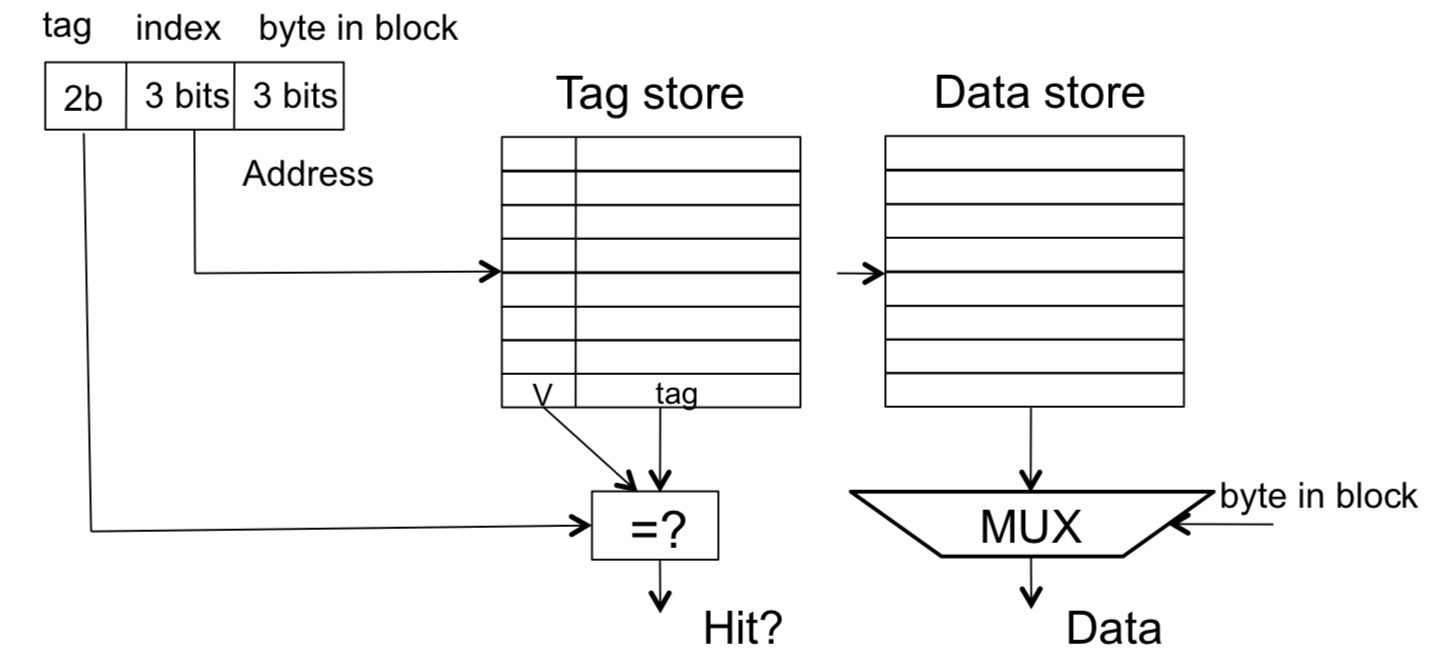 tag index byte in block
2b 3 bits 3 bits
Tag store
Data store
Address
V tag
=?
MUX
byte in block
Hit?
Data